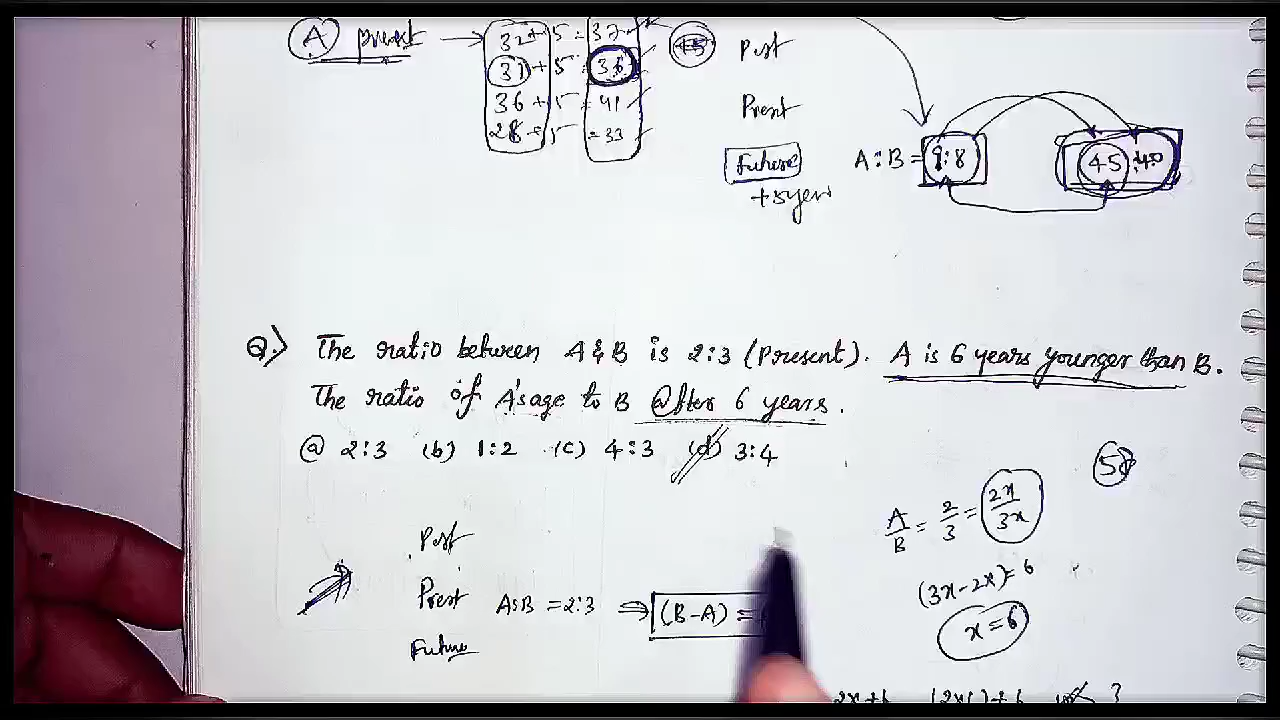 A present
32 + 5 = 37
31 + 5 36
36 + 5 = 41
28 + 5 = 33
45
Past
Present
Future
+5year
A:B = 9:8
45:40
Q.) The ratio between A & B is 2:3 (Present). A is 6 years younger than B.
The ratio of A's age to B after 6 years.
(a) 2:3 (b) 1:2 (c) 4:3 (d) 3:4
58
Past
Present A:B = 2:3 ⇒ (B-A) =
Future
A/B = 2/3 = 2x/3x
(3x-2x) = 6
x = 6